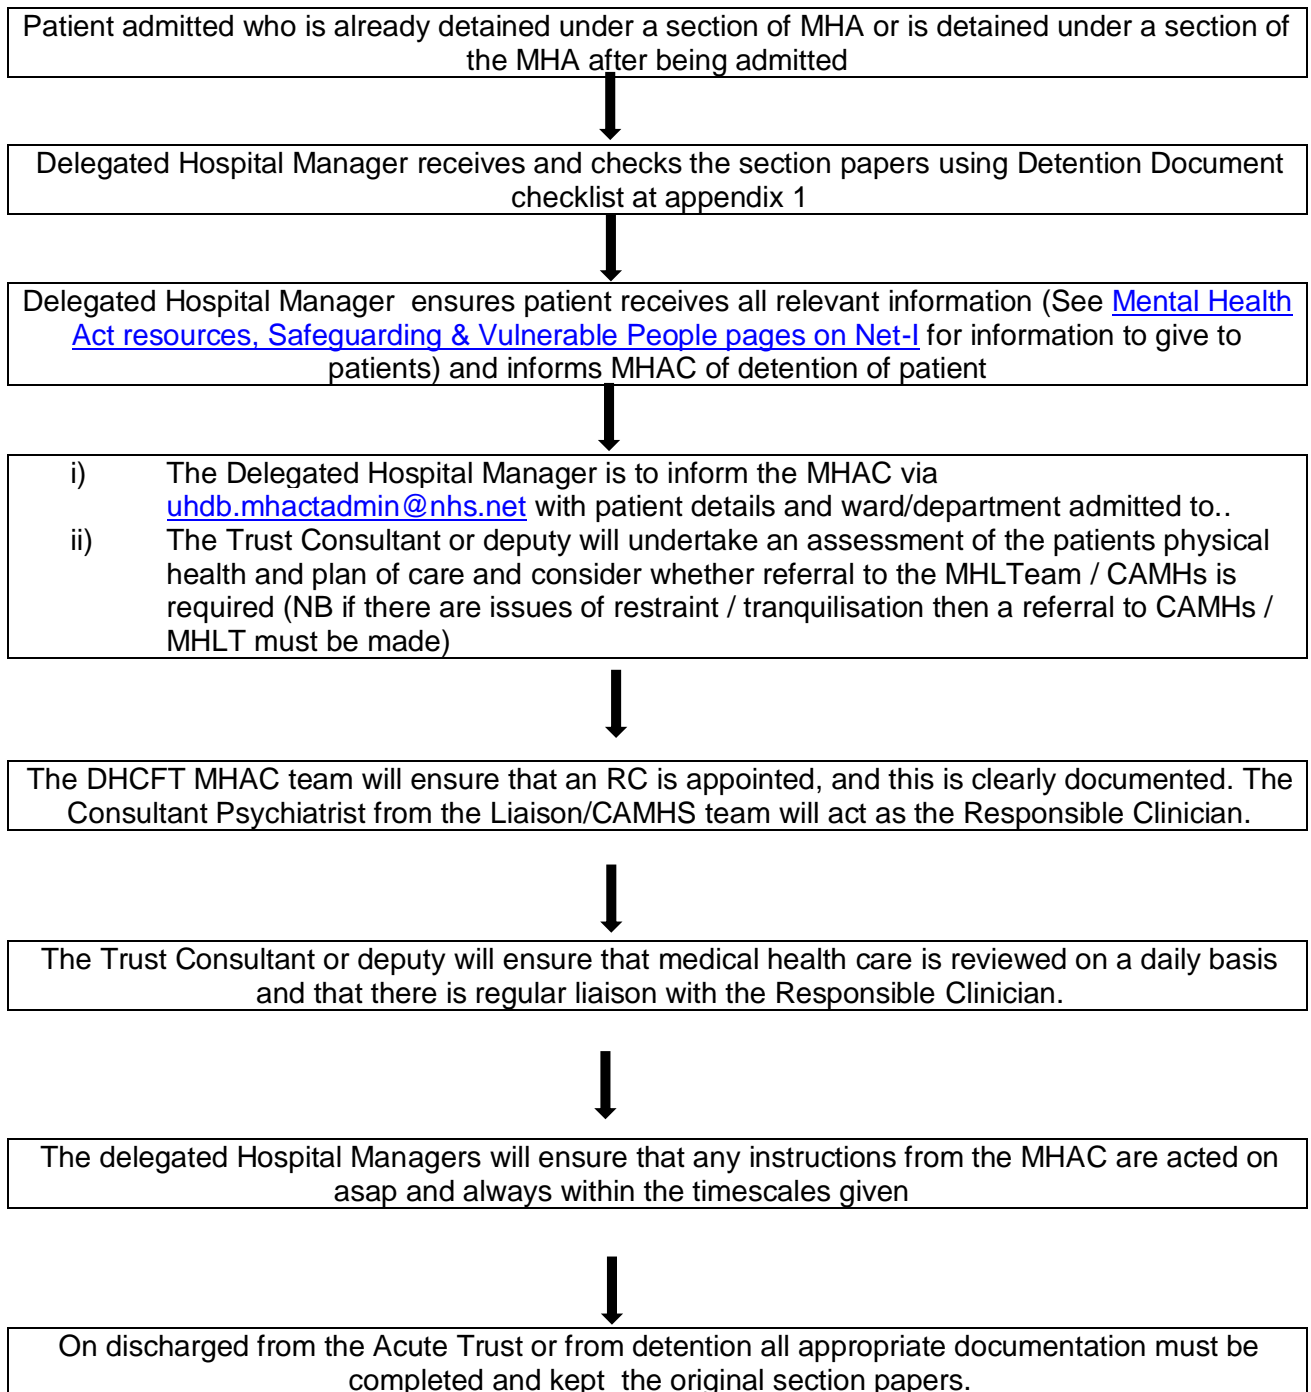 Patient admitted who is already detained under a section of MHA or is detained under a section of
the MHA after being admitted
Delegated Hospital Manager receives and checks the section papers using Detention Document
checklist at appendix 1
Delegated Hospital Manager  ensures patient receives all relevant information (See Mental Health
Act resources, Safeguarding & Vulnerable People pages on Net-I for information to give to
patients) and informs MHAC of detention of patient
i) The Delegated Hospital Manager is to inform the MHAC via
uhdb.mhactadmin@nhs.net with patient details and ward/department admitted to..
ii) The Trust Consultant or deputy will undertake an assessment of the patients physical
health and plan of care and consider whether referral to the MHLTeam / CAMHs is
required (NB if there are issues of restraint / tranquilisation then a referral to CAMHs /
MHLT must be made)
The DHCFT MHAC team will ensure that an RC is appointed, and this is clearly documented. The
Consultant Psychiatrist from the Liaison/CAMHS team will act as the Responsible Clinician.
The Trust Consultant or deputy will ensure that medical health care is reviewed on a daily basis
and that there is regular liaison with the Responsible Clinician.
The delegated Hospital Managers will ensure that any instructions from the MHAC are acted on
asap and always within the timescales given
On discharged from the Acute Trust or from detention all appropriate documentation must be
completed and kept  the original section papers.